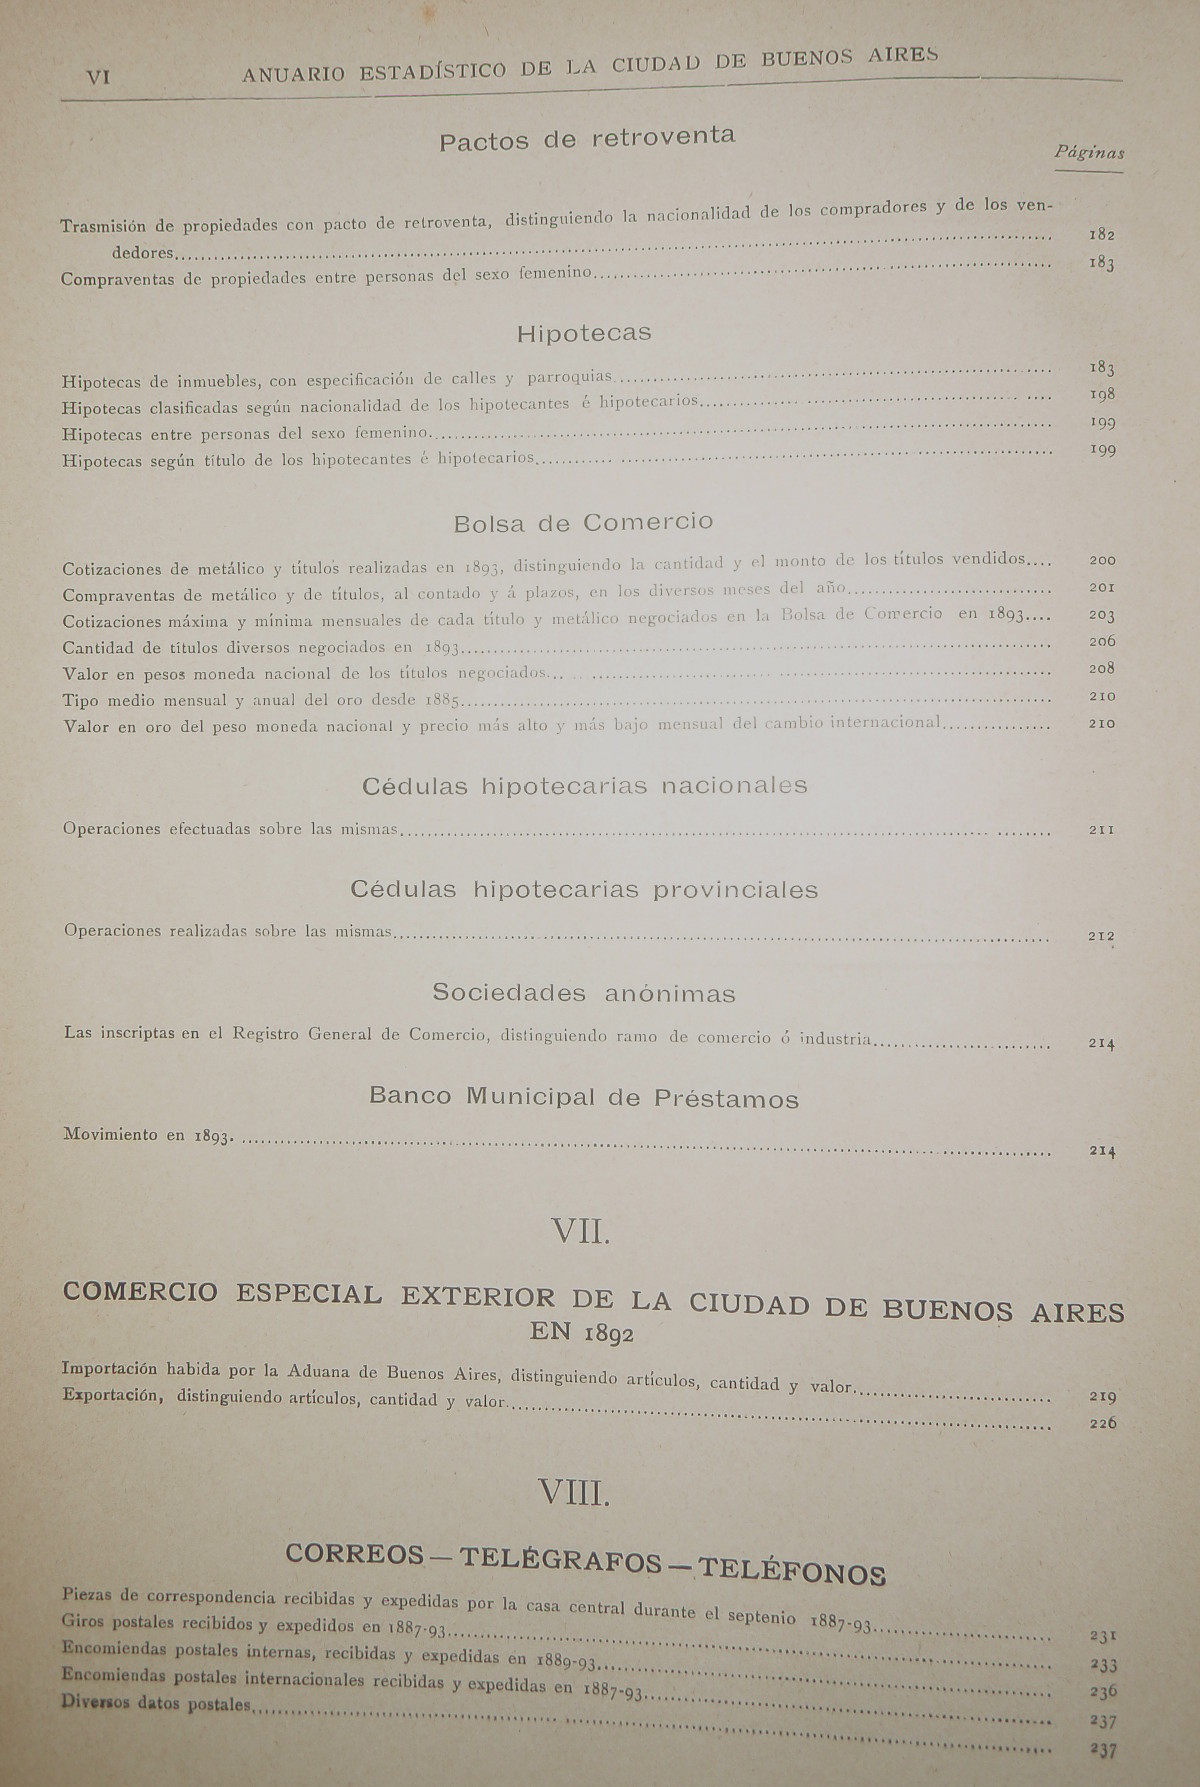 VI ANUARIO ESTADÍSTICO DE LA CIUDAD DE BUENOS AIRES
Pactos de retroventa
Páginas
Trasmisión de propiedades con pacto de retroventa, distinguiendo la nacionalidad de los compradores y de los ven-
dedores........ 182
Compraventas de propiedades entre personas del sexo femenino........ 183
Hipotecas
Hipotecas de inmuebles, con especificación de calles y parroquias........ 183
Hipotecas clasificadas según nacionalidad de los hipotecantes é hipotecarios........ 198
Hipotecas entre personas del sexo femenino........ 199
Hipotecas según título de los hipotecantes é hipotecarios........ 199
Bolsa de Comercio
Cotizaciones de metálico y títulos realizadas en 1893, distinguiendo la cantidad y el monto de los títulos vendidos.... 200
Compraventas de metálico y de títulos, al contado y á plazos, en los diversos meses del año........ 201
Cotizaciones máxima y mínima mensuales de cada título y metálico negociados en la Bolsa de Comercio en 1893.... 203
Cantidad de títulos diversos negociados en 1893........ 206
Valor en pesos moneda nacional de los títulos negociados........ 208
Tipo medio mensual y anual del oro desde 1885........ 210
Valor en oro del peso moneda nacional y precio más alto y más bajo mensual del cambio internacional........ 210
Cédulas hipotecarias nacionales
Operaciones efectuadas sobre las mismas........ 211
Cédulas hipotecarias provinciales
Operaciones realizadas sobre las mismas........ 212
Sociedades anónimas
Las inscriptas en el Registro General de Comercio, distinguiendo ramo de comercio ó industria........ 214
Banco Municipal de Préstamos
Movimiento en 1893. ........ 214
VII.
COMERCIO ESPECIAL EXTERIOR DE LA CIUDAD DE BUENOS AIRES
EN 1892
Importación habida por la Aduana de Buenos Aires, distinguiendo artículos, cantidad y valor........ 219
Exportación, distinguiendo artículos, cantidad y valor........ 226
VIII.
CORREOS — TELÉGRAFOS — TELÉFONOS
Piezas de correspondencia recibidas y expedidas por la casa central durante el septenio 1887-93........ 231
Giros postales recibidos y expedidos en 1887-93........ 233
Encomiendas postales internas, recibidas y expedidas en 1889-93........ 236
Encomiendas postales internacionales recibidas y expedidas en 1887-93........ 237
Diversos datos postales........ 237